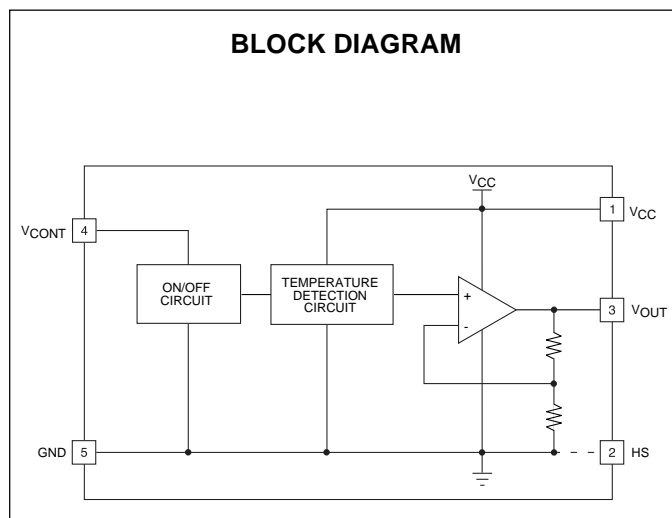 BLOCK DIAGRAM
VCC
1 VCC
VCONT 4
ON/OFF
CIRCUIT
TEMPERATURE
DETECTION
CIRCUIT
+
-
3 VOUT
GND 5
2 HS